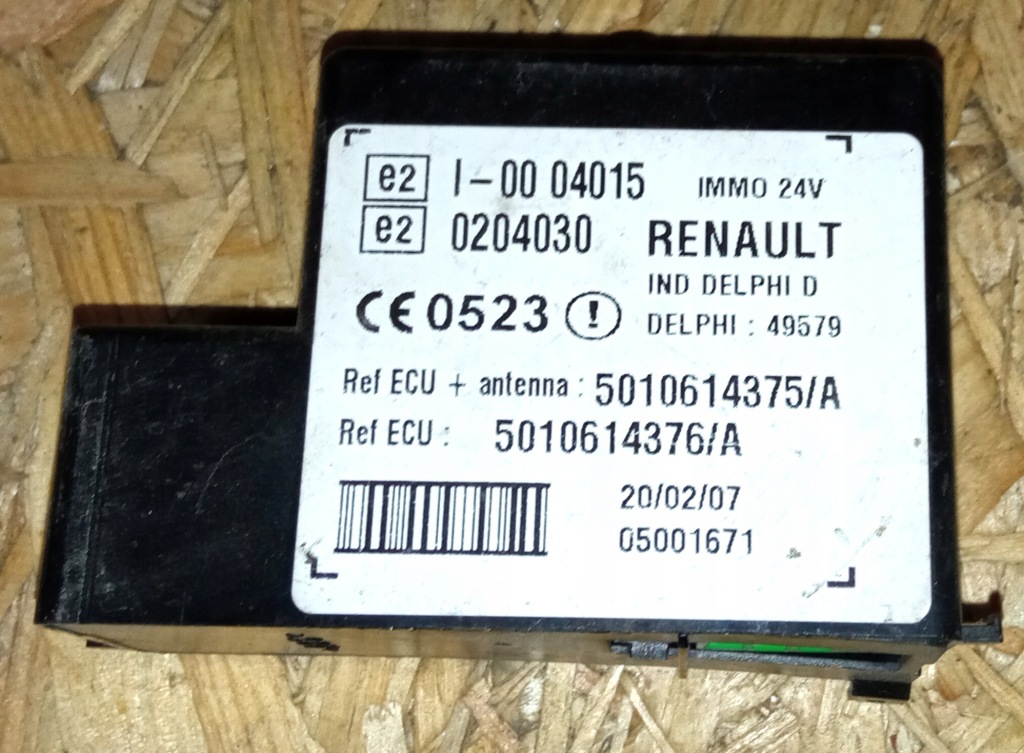 e2 I-00 04015 IMMO 24V
e2 0204030 RENAULT
IND DELPHI D
CE 0523 ! DELPHI : 49579
Ref ECU + antenna : 5010614375/A
Ref ECU : 5010614376/A
20/02/07
05001671